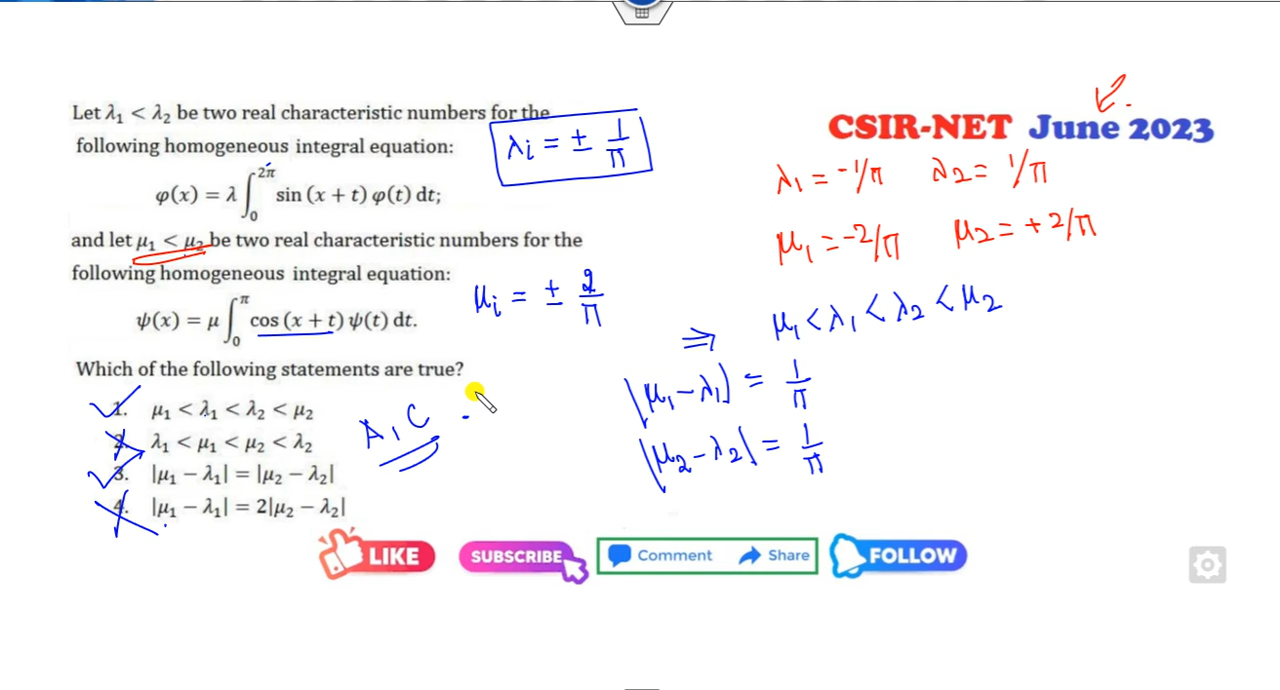 Let λ₁ < λ₂ be two real characteristic numbers for the
following homogeneous integral equation:
φ(x) = λ ∫₀^2π sin (x + t) φ(t) dt;
and let μ₁ < μ₂ be two real characteristic numbers for the
following homogeneous integral equation:
ψ(x) = μ ∫₀^π cos (x + t) ψ(t) dt.
Which of the following statements are true?
1. μ₁ < λ₁ < λ₂ < μ₂
2. λ₁ < μ₁ < μ₂ < λ₂
3. |μ₁ − λ₁| = |μ₂ − λ₂|
4. |μ₁ − λ₁| = 2|μ₂ − λ₂|
λi = ± 1/π
μi = ± 2/π
A, C
CSIR-NET June 2023
λ₁ = -1/π λ₂ = 1/π
μ₁ = -2/π μ₂ = +2/π
⇒ μ₁ < λ₁ < λ₂ < μ₂
|μ₁ - λ₁| = 1/π
|μ₂ - λ₂| = 1/π
LIKE SUBSCRIBE Comment Share FOLLOW